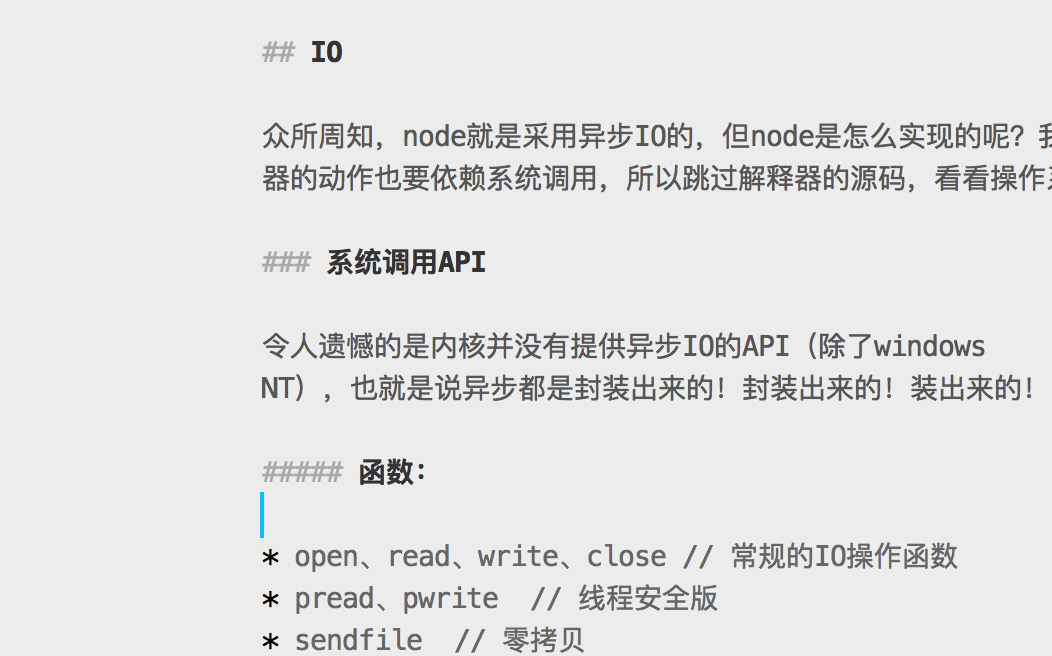 ## IO
众所周知，node就是采用异步IO的，但node是怎么实现的呢？
器的动作也要依赖系统调用，所以跳过解释器的源码，看看操作
### 系统调用API
令人遗憾的是内核并没有提供异步IO的API（除了windows
NT），也就是说异步都是封装出来的！封装出来的！装出来的！
##### 函数：
* open、read、write、close // 常规的IO操作函数
* pread、pwrite  // 线程安全版
* sendfile  // 零拷贝